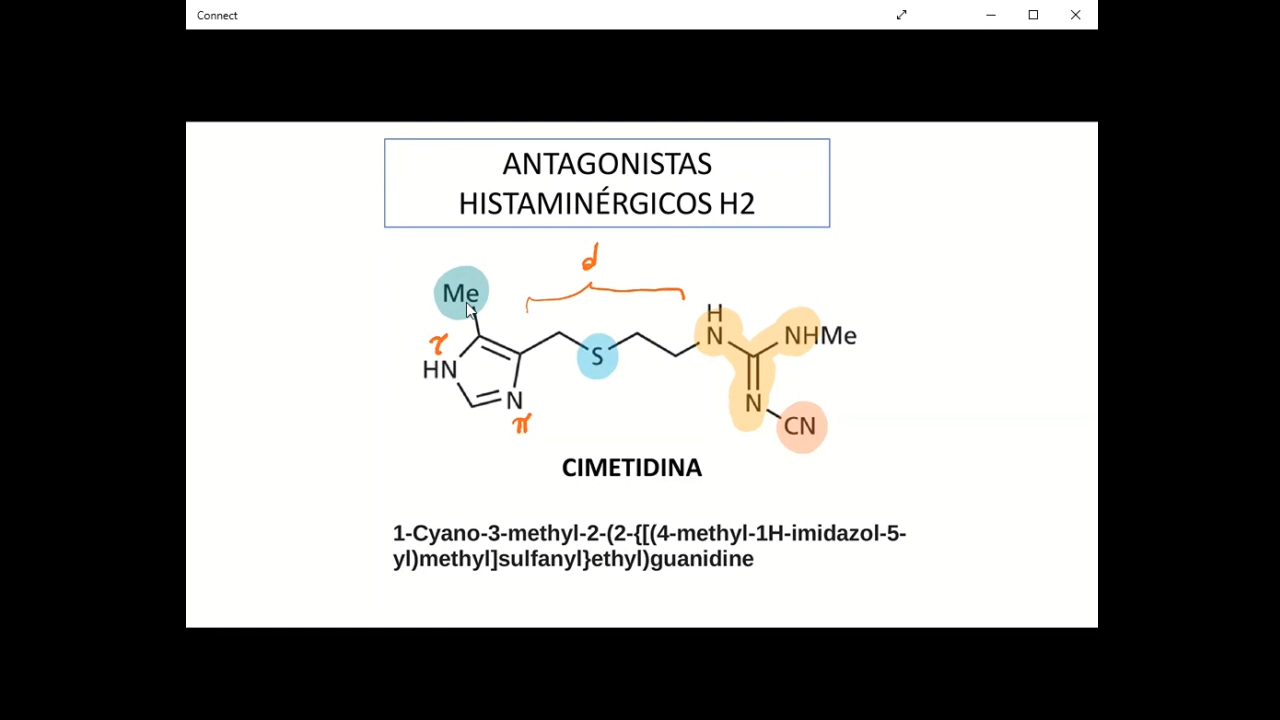 Connect
ANTAGONISTAS
HISTAMINÉRGICOS H2
d
Me
H
N
NHMe
τ
S
HN
N
N
π
CN
CIMETIDINA
1-Cyano-3-methyl-2-(2-{[(4-methyl-1H-imidazol-5-
yl)methyl]sulfanyl}ethyl)guanidine